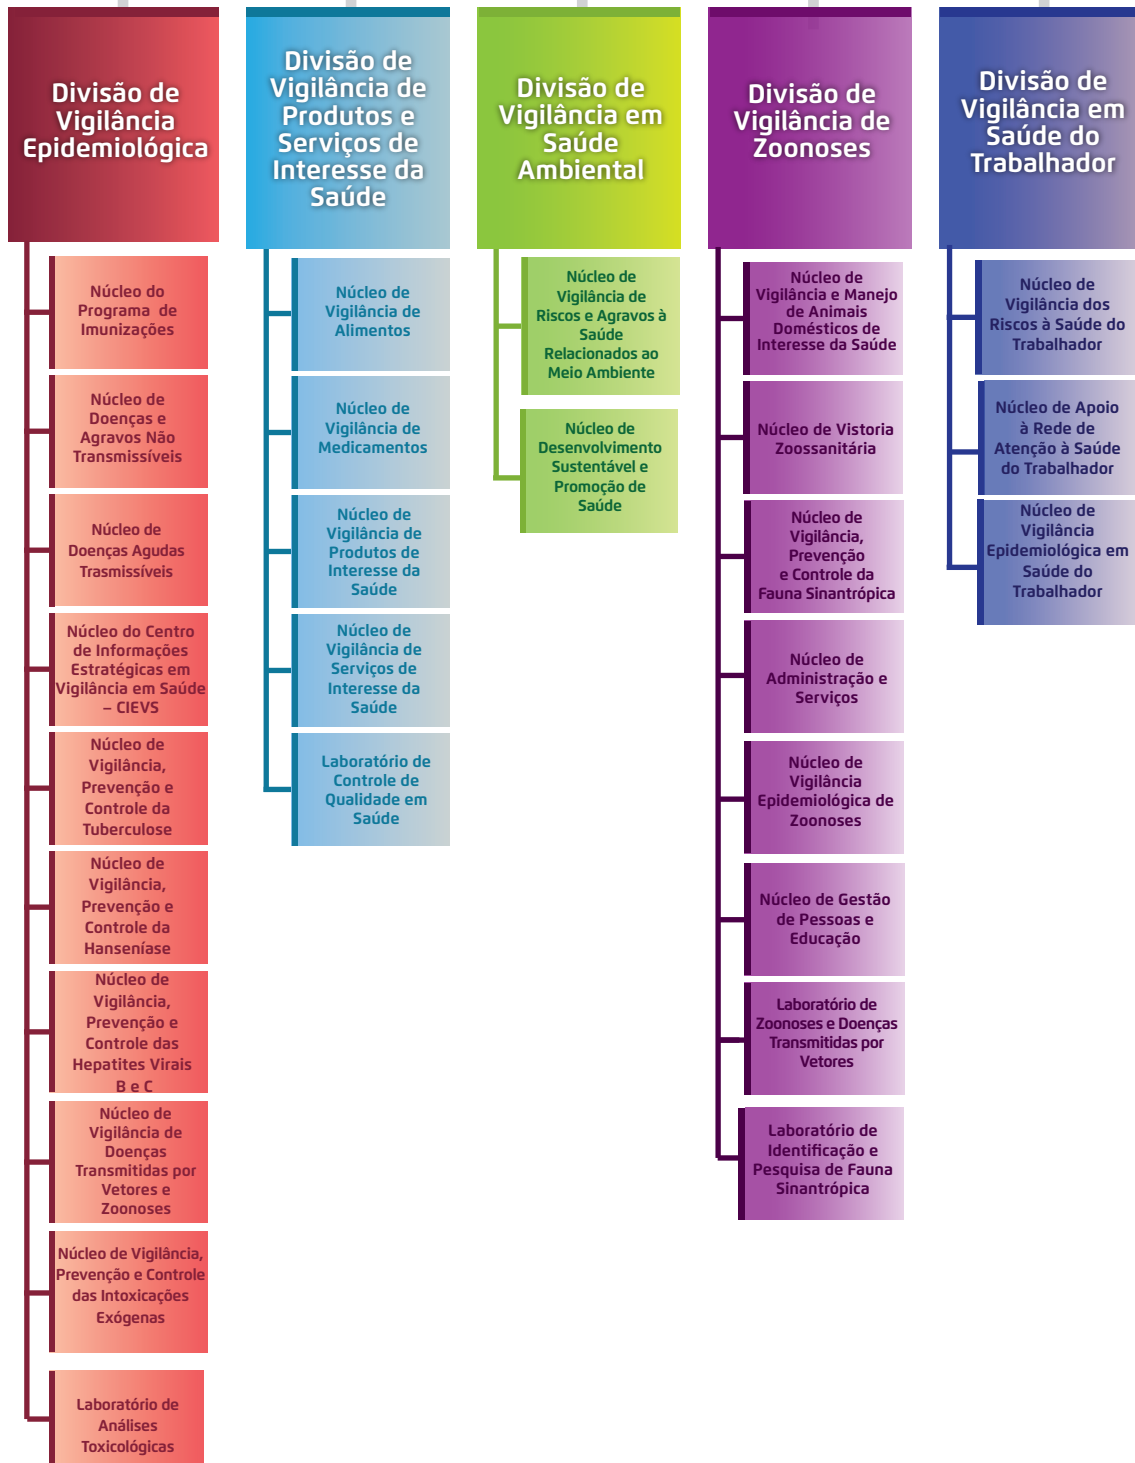 Divisão de
Vigilância
Epidemiológica
Núcleo do
Programa de
Imunizações
Núcleo de
Doenças e
Agravos Não
Transmissíveis
Núcleo de
Doenças Agudas
Trasmissíveis
Núcleo do Centro
de Informações
Estratégicas em
Vigilância em Saúde
– CIEVS
Núcleo de
Vigilância,
Prevenção e
Controle da
Tuberculose
Núcleo de
Vigilância,
Prevenção e
Controle da
Hanseníase
Núcleo de
Vigilância,
Prevenção e
Controle das
Hepatites Virais
B e C
Núcleo de
Vigilância de
Doenças
Transmitidas por
Vetores e
Zoonoses
Núcleo de Vigilância,
Prevenção e Controle
das Intoxicações
Exógenas
Laboratório de
Análises
Toxicológicas
Divisão de
Vigilância de
Produtos e
Serviços de
Interesse da
Saúde
Núcleo de
Vigilância de
Alimentos
Núcleo de
Vigilância de
Medicamentos
Núcleo de
Vigilância de
Produtos de
Interesse da
Saúde
Núcleo de
Vigilância de
Serviços de
Interesse da
Saúde
Laboratório de
Controle de
Qualidade em
Saúde
Divisão de
Vigilância em
Saúde
Ambiental
Núcleo de
Vigilância de
Riscos e Agravos à
Saúde
Relacionados ao
Meio Ambiente
Núcleo de
Desenvolvimento
Sustentável e
Promoção de
Saúde
Divisão de
Vigilância de
Zoonoses
Núcleo de
Vigilância e Manejo
de Animais
Domésticos de
Interesse da Saúde
Núcleo de Vistoria
Zoossanitária
Núcleo de
Vigilância,
Prevenção
e Controle da
Fauna Sinantrópica
Núcleo de
Administração e
Serviços
Núcleo de
Vigilância
Epidemiológica de
Zoonoses
Núcleo de Gestão
de Pessoas e
Educação
Laboratório de
Zoonoses e Doenças
Transmitidas por
Vetores
Laboratório de
Identificação e
Pesquisa de Fauna
Sinantrópica
Divisão de
Vigilância em
Saúde do
Trabalhador
Núcleo de
Vigilância dos
Riscos à Saúde do
Trabalhador
Núcleo de Apoio
à Rede de
Atenção à Saúde
do Trabalhador
Núcleo de
Vigilância
Epidemiológica em
Saúde do
Trabalhador